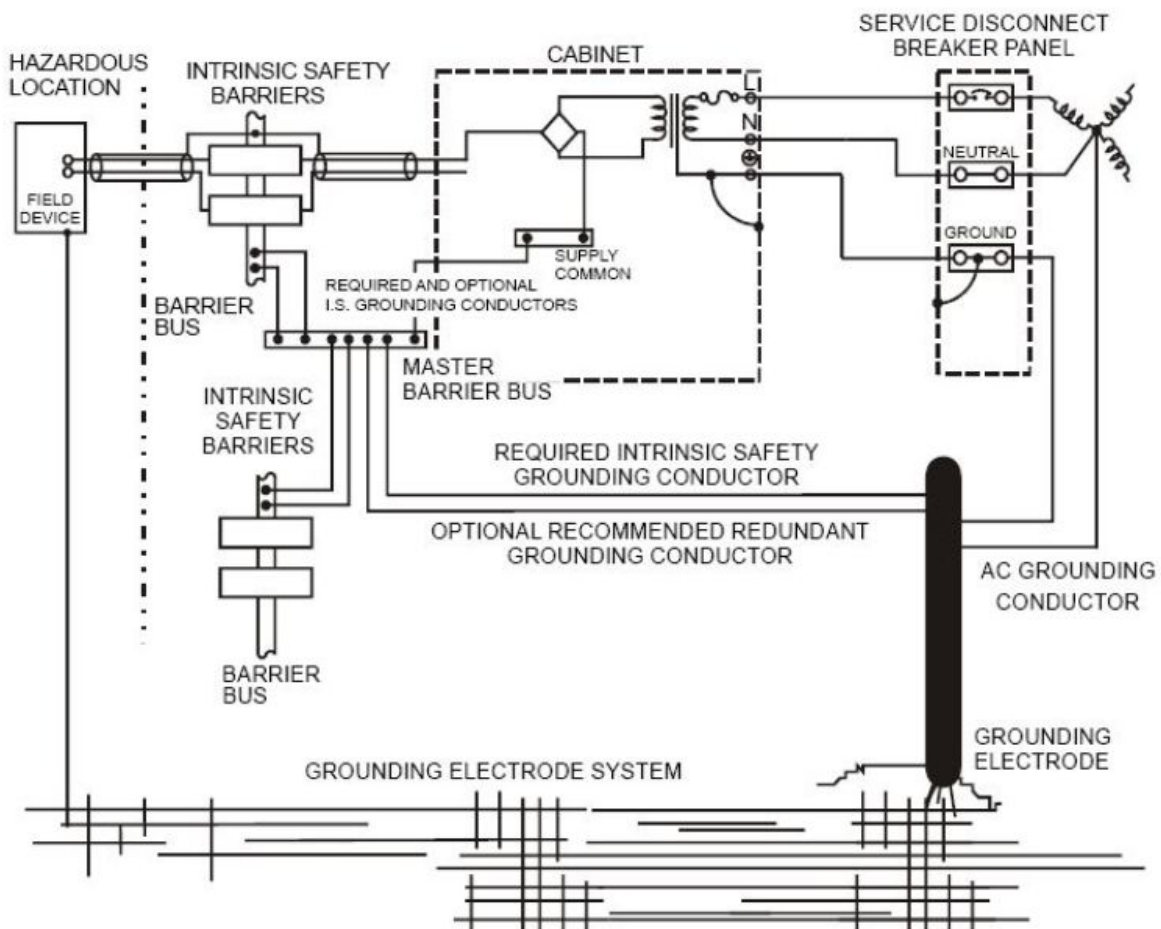 SERVICE DISCONNECT
BREAKER PANEL
CABINET
HAZARDOUS
LOCATION
INTRINSIC SAFETY
BARRIERS
L
N
NEUTRAL
FIELD
DEVICE
GROUND
SUPPLY
COMMON
REQUIRED AND OPTIONAL
I.S. GROUNDING CONDUCTORS
BARRIER
BUS
MASTER
BARRIER BUS
INTRINSIC
SAFETY
BARRIERS
REQUIRED INTRINSIC SAFETY
GROUNDING CONDUCTOR
OPTIONAL RECOMMENDED REDUNDANT
GROUNDING CONDUCTOR
AC GROUNDING
CONDUCTOR
BARRIER
BUS
GROUNDING
ELECTRODE
GROUNDING ELECTRODE SYSTEM